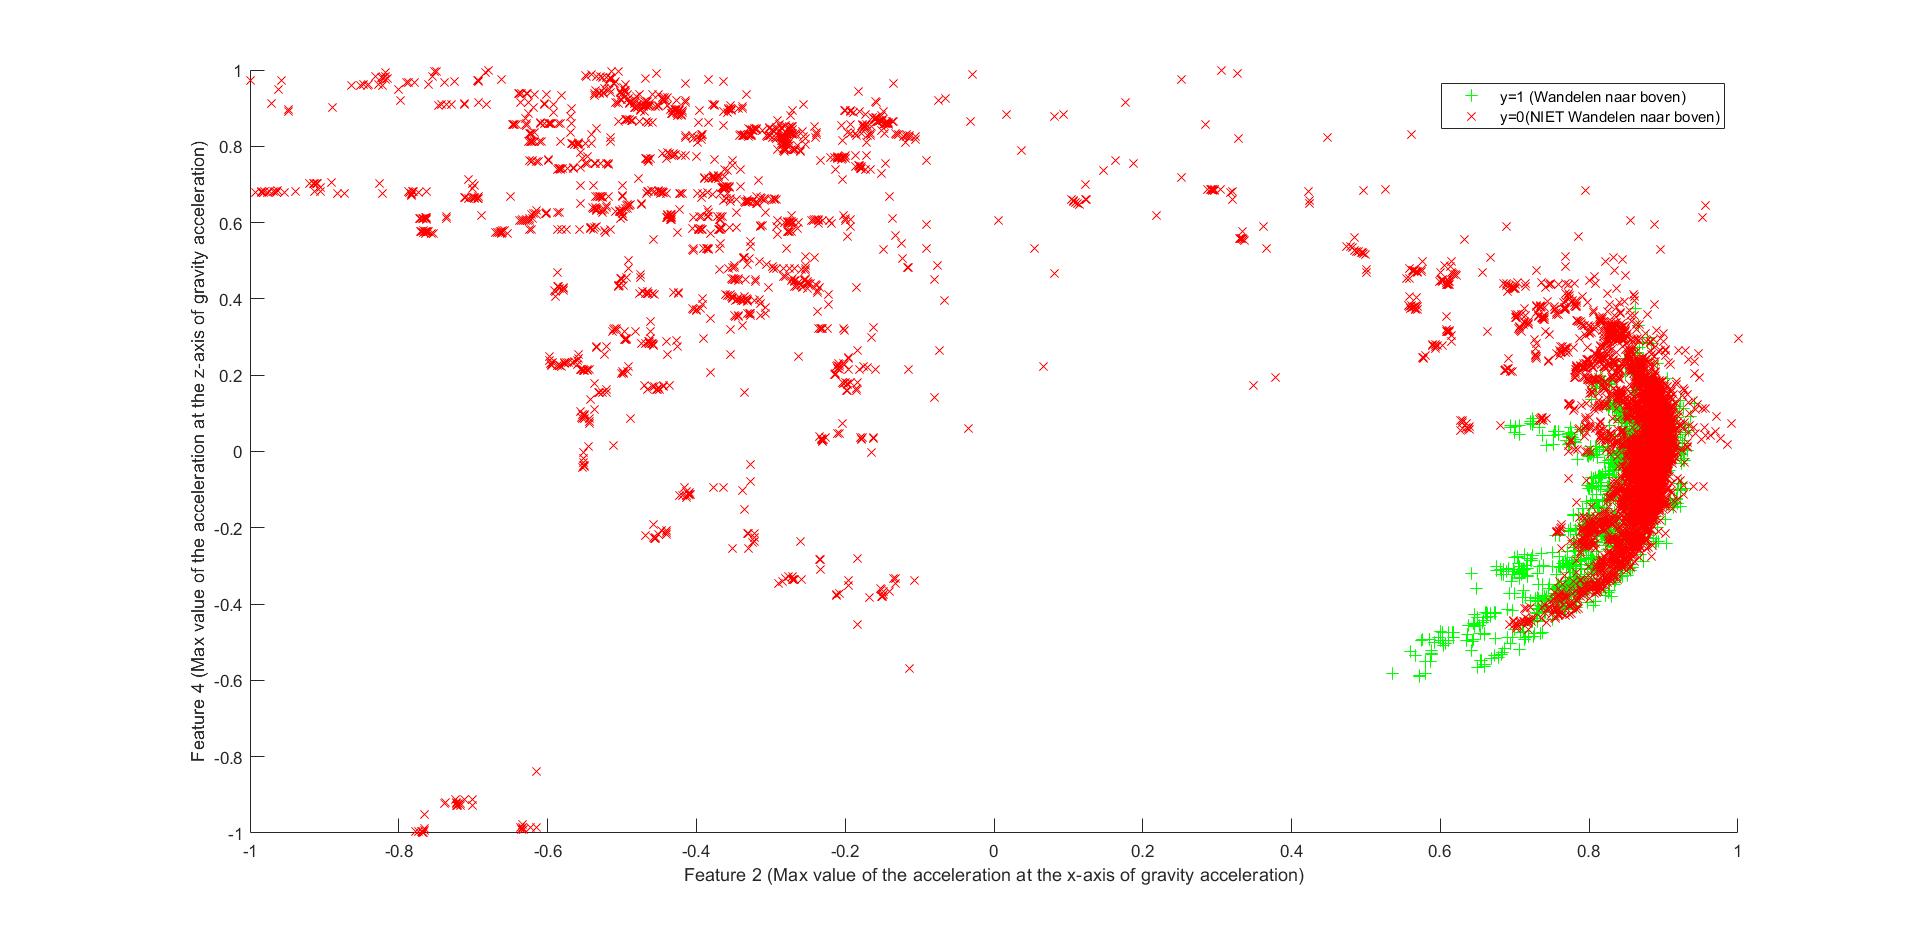 y=1 (Wandelen naar boven)
y=0(NIET Wandelen naar boven)
Feature 4 (Max value of the acceleration at the z-axis of gravity acceleration)
1
0.8
0.6
0.4
0.2
0
-0.2
-0.4
-0.6
-0.8
-1
-1 -0.8 -0.6 -0.4 -0.2 0 0.2 0.4 0.6 0.8 1
Feature 2 (Max value of the acceleration at the x-axis of gravity acceleration)